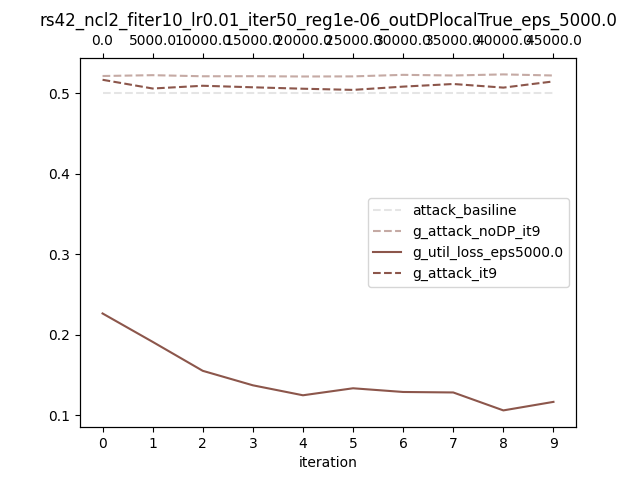 rs42_ncl2_fiter10_lr0.01_iter50_reg1e-06_outDPlocalTrue_eps_5000.0
0.0 5000.0 10000.0 15000.0 20000.0 25000.0 30000.0 35000.0 40000.0 45000.0
0.5
0.4
0.3
0.2
0.1
attack_basiline
g_attack_noDP_it9
g_util_loss_eps5000.0
g_attack_it9
0 1 2 3 4 5 6 7 8 9
iteration